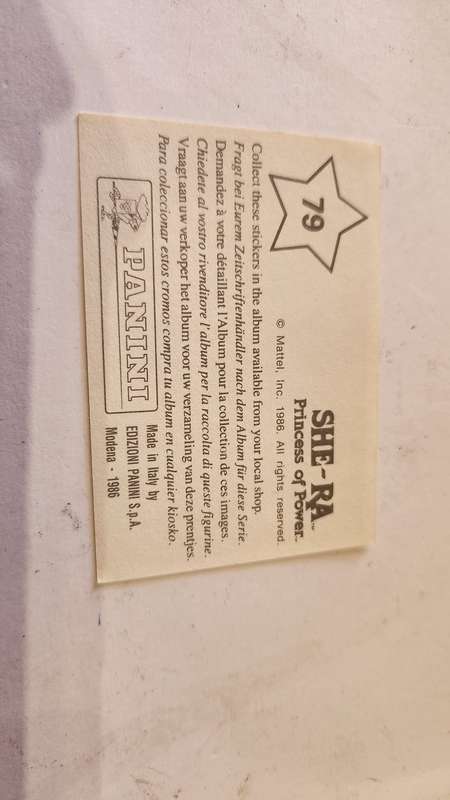 79
SHE-RA™
Princess of Power™
© Mattel, Inc. 1986. All rights reserved.
Collect these stickers in the album available from your local shop.
Fragt bei Eurem Zeitschriftenhändler nach dem Album für diese Serie.
Demandez à votre détaillant l'Album pour la collection de ces images.
Chiedete al vostro rivenditore l'album per la raccolta di queste figurine.
Vraagt aan uw verkoper het album voor uw verzameling van deze prentjes.
Para coleccionar estos cromos compra tu album en cualquier kiosko.
PANINI
Made in Italy by
EDIZIONI PANINI S.p.A.
Modena - 1986